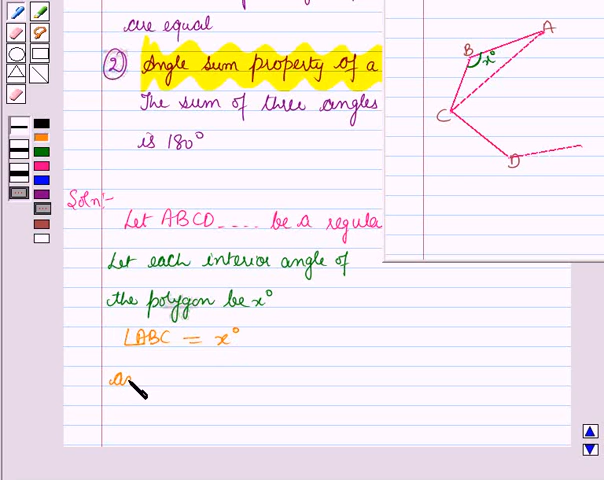 are equal
② Angle sum property of a
The sum of three angles
is 180°
Soln:-
Let ABCD .... be a regula
Let each interior angle of
the polygon be x°
∠ABC = x°
a
A
B
x°
C
D